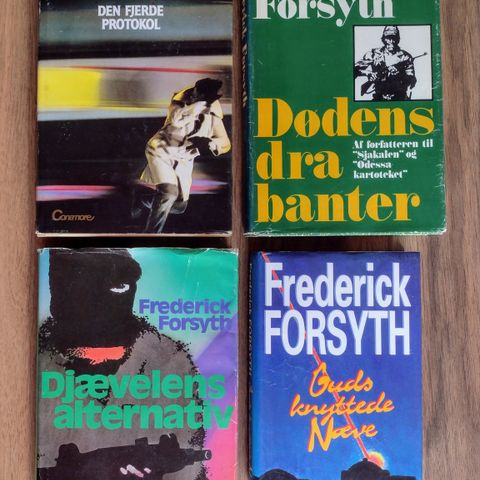 DEN FJERDE
PROTOKOL
Forsyth
Dødens
dra
banter
Af forfatteren til
"Sjakalen" og
"Odessa
kartoteket"
Frederick
Forsyth
Djævelens
alternativ
Frederick
FORSYTH
Guds
knyttede
Næve